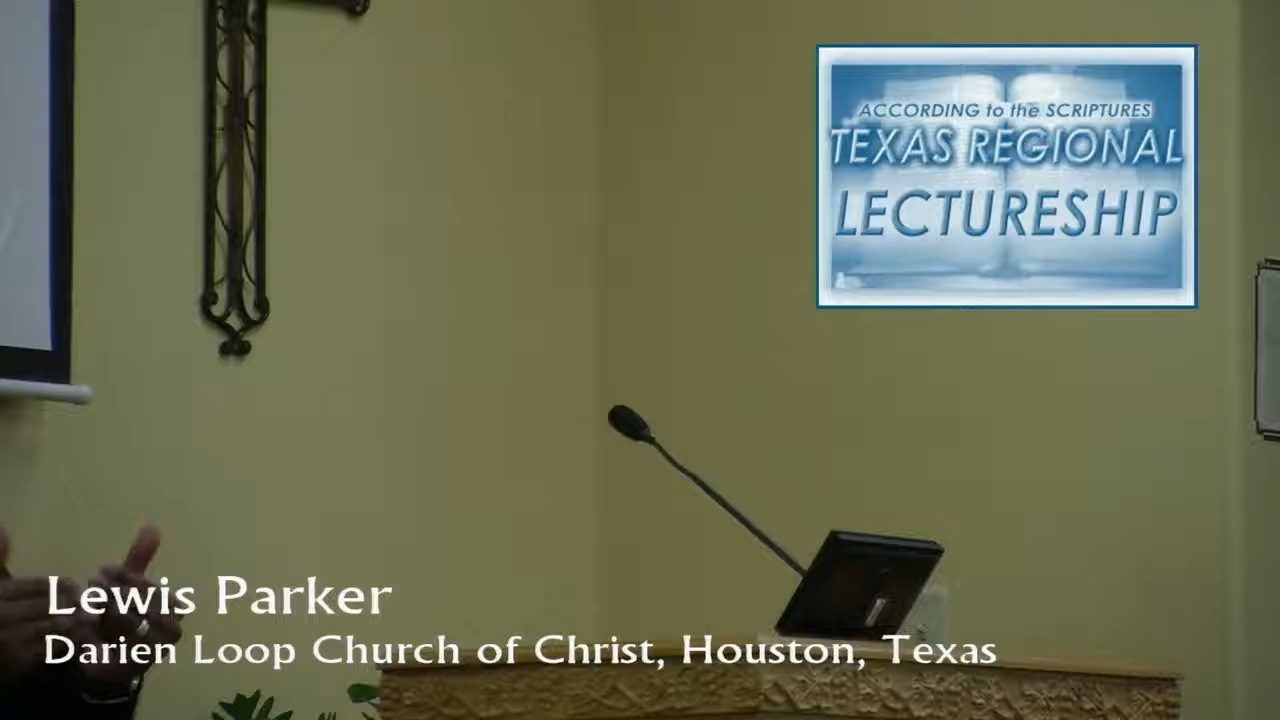 ACCORDING to the SCRIPTURES
TEXAS REGIONAL
LECTURESHIP
Lewis Parker
Darien Loop Church of Christ, Houston, Texas